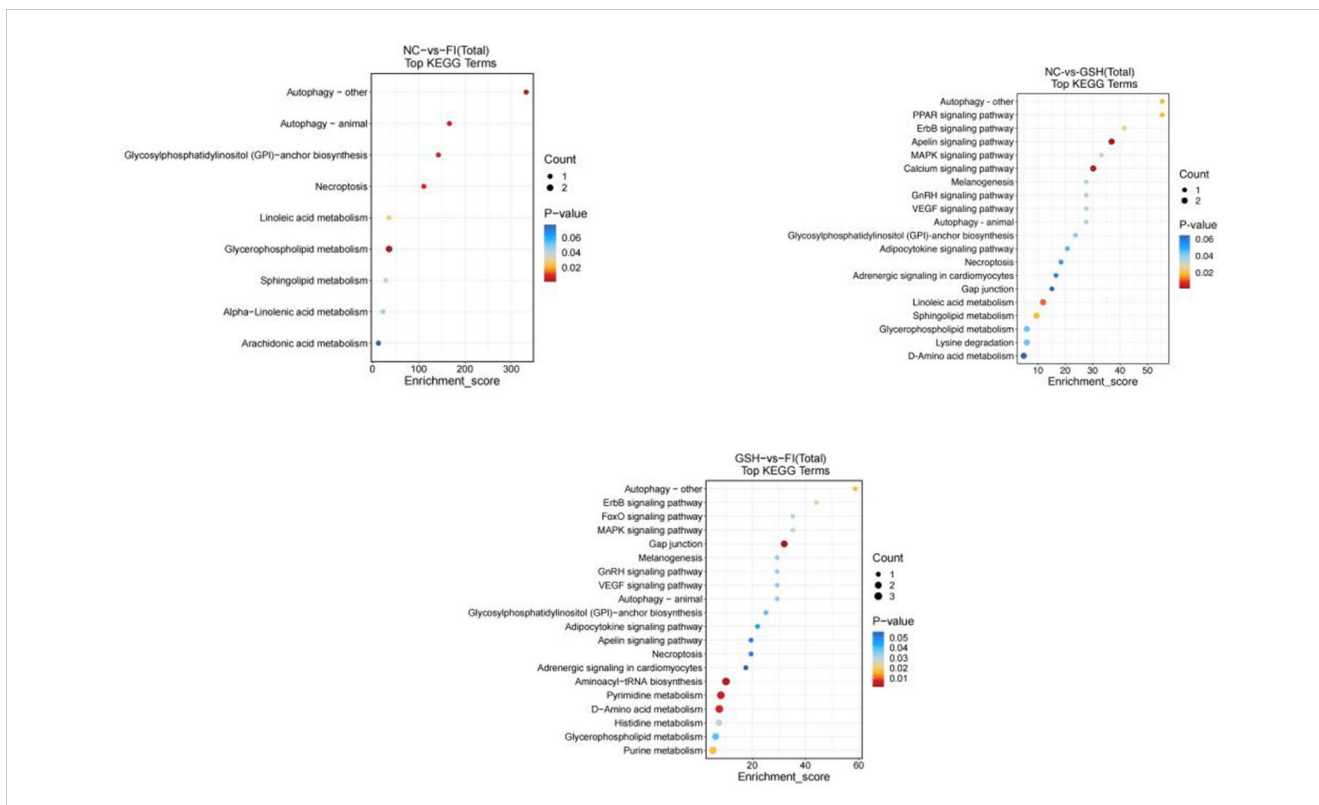 NC−vs−FI(Total)
Top KEGG Terms
Autophagy − other
Autophagy − animal
Glycosylphosphatidylinositol (GPI)−anchor biosynthesis
Necroptosis
Linoleic acid metabolism
Glycerophospholipid metabolism
Sphingolipid metabolism
Alpha−Linolenic acid metabolism
Arachidonic acid metabolism
0 100 200 300
Enrichment_score
Count
1
2
P−value
0.06
0.04
0.02
NC-vs-GSH(Total)
Top KEGG Terms
Autophagy - other
PPAR signaling pathway
ErbB signaling pathway
Apelin signaling pathway
MAPK signaling pathway
Calcium signaling pathway
Melanogenesis
GnRH signaling pathway
VEGF signaling pathway
Autophagy - animal
Glycosylphosphatidylinositol (GPI)-anchor biosynthesis
Adipocytokine signaling pathway
Necroptosis
Adrenergic signaling in cardiomyocytes
Gap junction
Linoleic acid metabolism
Sphingolipid metabolism
Glycerophospholipid metabolism
Lysine degradation
D-Amino acid metabolism
10 20 30 40 50
Enrichment_score
Count
1
2
P-value
0.06
0.04
0.02
GSH−vs−FI(Total)
Top KEGG Terms
Autophagy − other
ErbB signaling pathway
FoxO signaling pathway
MAPK signaling pathway
Gap junction
Melanogenesis
GnRH signaling pathway
VEGF signaling pathway
Autophagy − animal
Glycosylphosphatidylinositol (GPI)−anchor biosynthesis
Adipocytokine signaling pathway
Apelin signaling pathway
Necroptosis
Adrenergic signaling in cardiomyocytes
Aminoacyl−tRNA biosynthesis
Pyrimidine metabolism
D−Amino acid metabolism
Histidine metabolism
Glycerophospholipid metabolism
Purine metabolism
20 40 60
Enrichment_score
Count
1
2
3
P−value
0.05
0.04
0.03
0.02
0.01